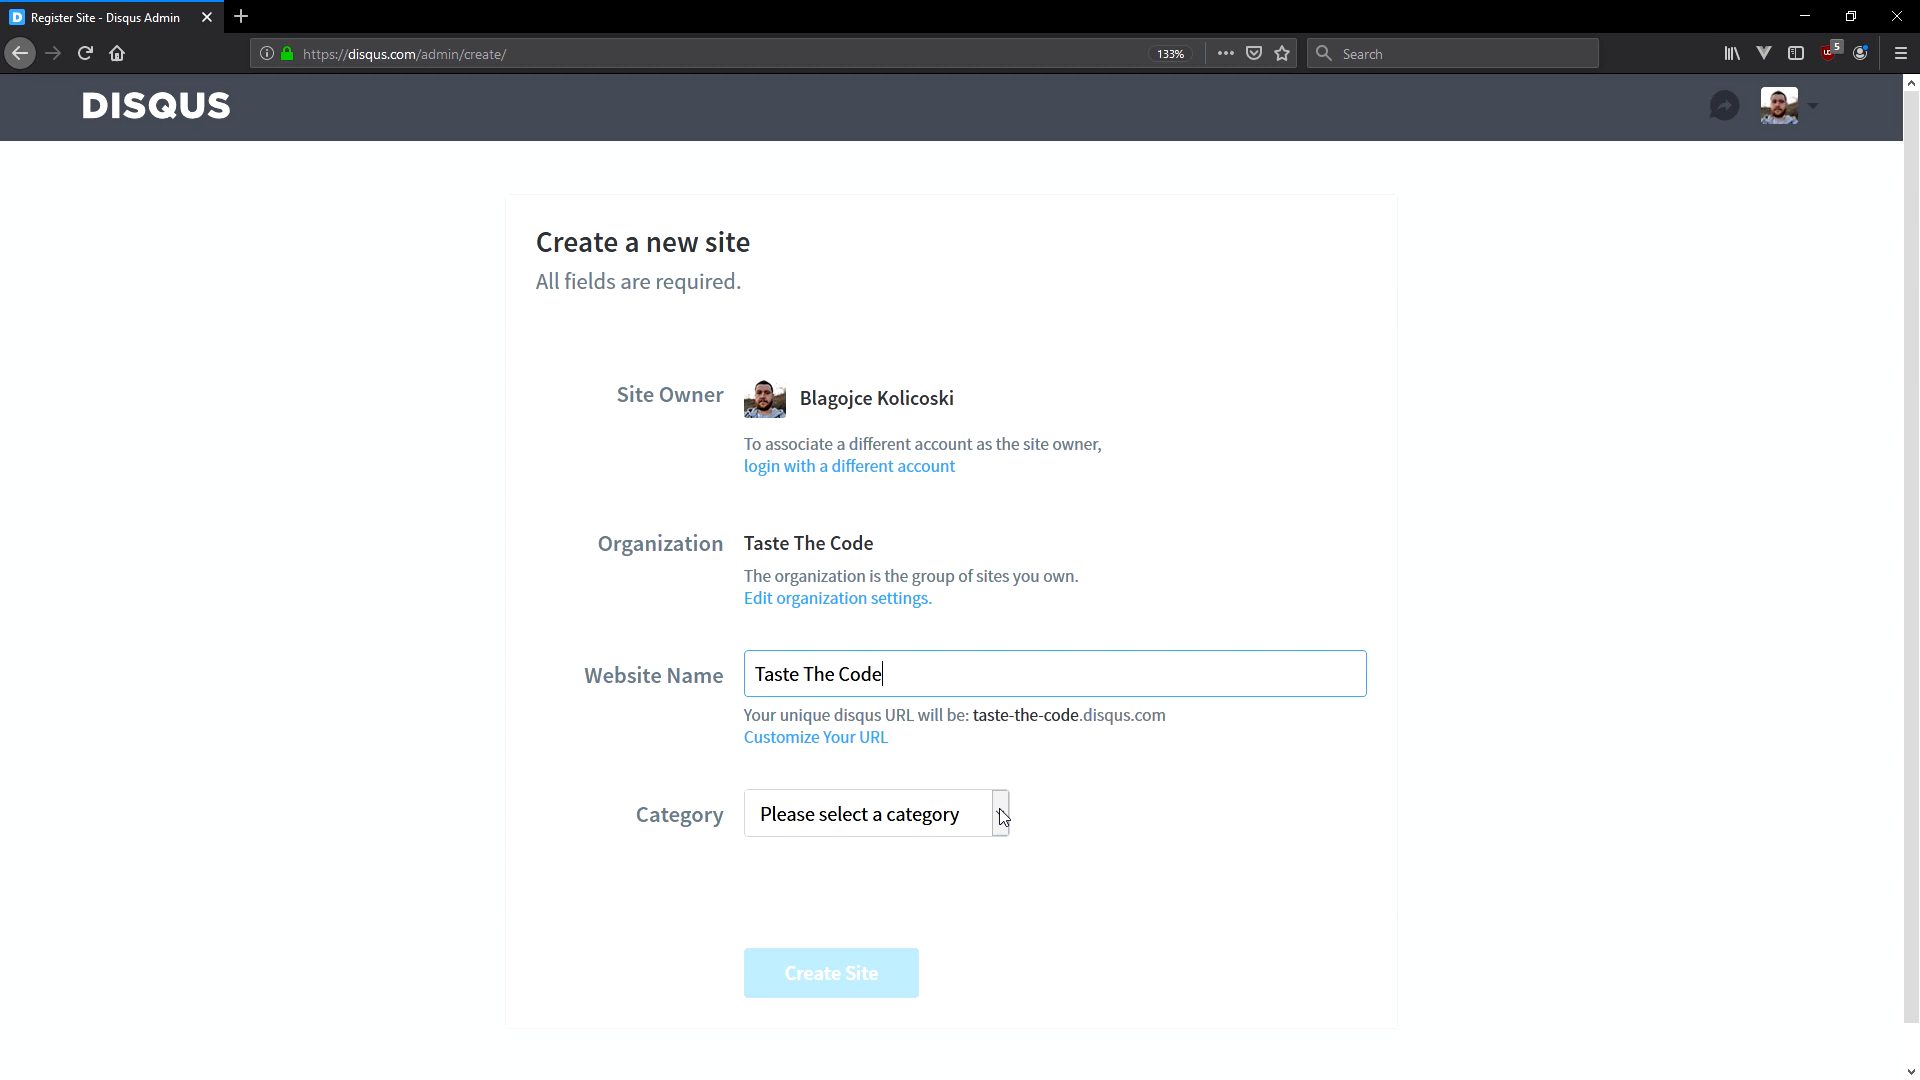 Register Site - Disqus Admin
https://disqus.com/admin/create/
133%
Search
5
DISQUS
Create a new site
All fields are required.
Site Owner
Blagojce Kolicoski
To associate a different account as the site owner,
login with a different account
Organization
Taste The Code
The organization is the group of sites you own.
Edit organization settings.
Website Name
Taste The Code
Your unique disqus URL will be: taste-the-code.disqus.com
Customize Your URL
Category
Please select a category
Create Site